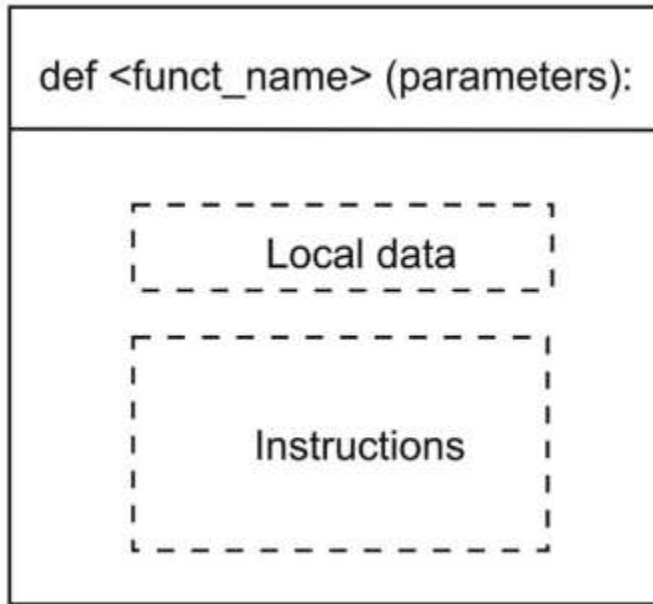 def <funct_name> (parameters):
Local data
Instructions